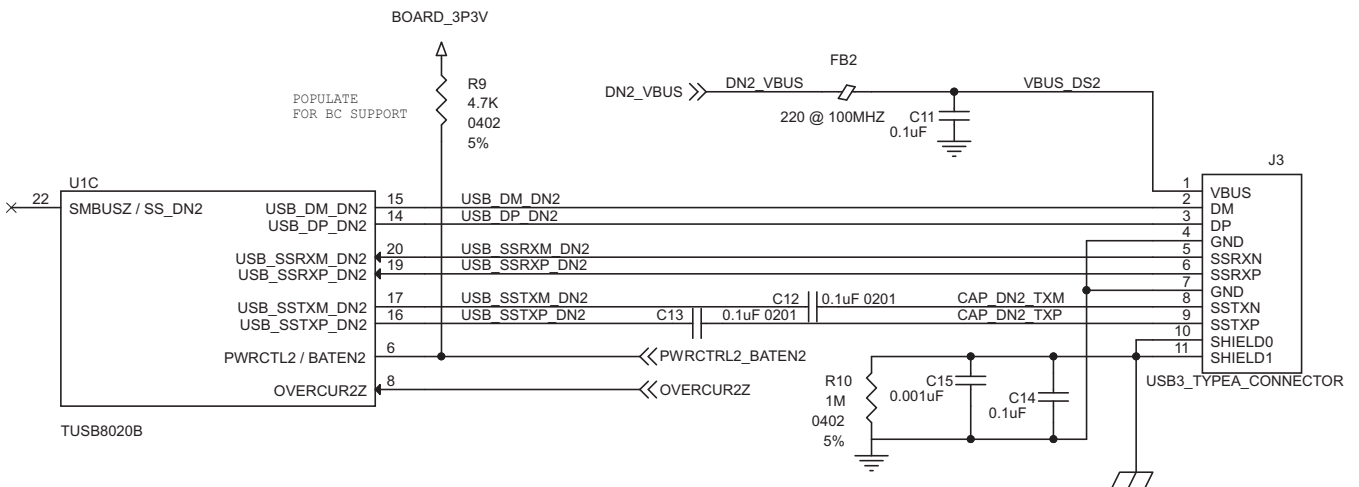 BOARD_3P3V
R9
4.7K
0402
5%
POPULATE
FOR BC SUPPORT
DN2_VBUS
DN2_VBUS
FB2
220 @ 100MHZ
VBUS_DS2
C11
0.1uF
J3
U1C
22
SMBUSZ / SS_DN2
USB_DM_DN2
15
USB_DM_DN2
USB_DP_DN2
14
USB_DP_DN2
USB_SSRXM_DN2
20
USB_SSRXM_DN2
USB_SSRXP_DN2
19
USB_SSRXP_DN2
USB_SSTXM_DN2
17
USB_SSTXM_DN2
C12
0.1uF 0201
CAP_DN2_TXM
USB_SSTXP_DN2
16
USB_SSTXP_DN2
C13
0.1uF 0201
CAP_DN2_TXP
PWRCTL2 / BATEN2
6
PWRCTRL2_BATEN2
OVERCUR2Z
8
OVERCUR2Z
TUSB8020B
1
VBUS
2
DM
3
DP
4
GND
5
SSRXN
6
SSRXP
7
GND
8
SSTXN
9
SSTXP
10
SHIELD0
11
SHIELD1
USB3_TYPEA_CONNECTOR
R10
1M
0402
5%
C15
0.001uF
C14
0.1uF